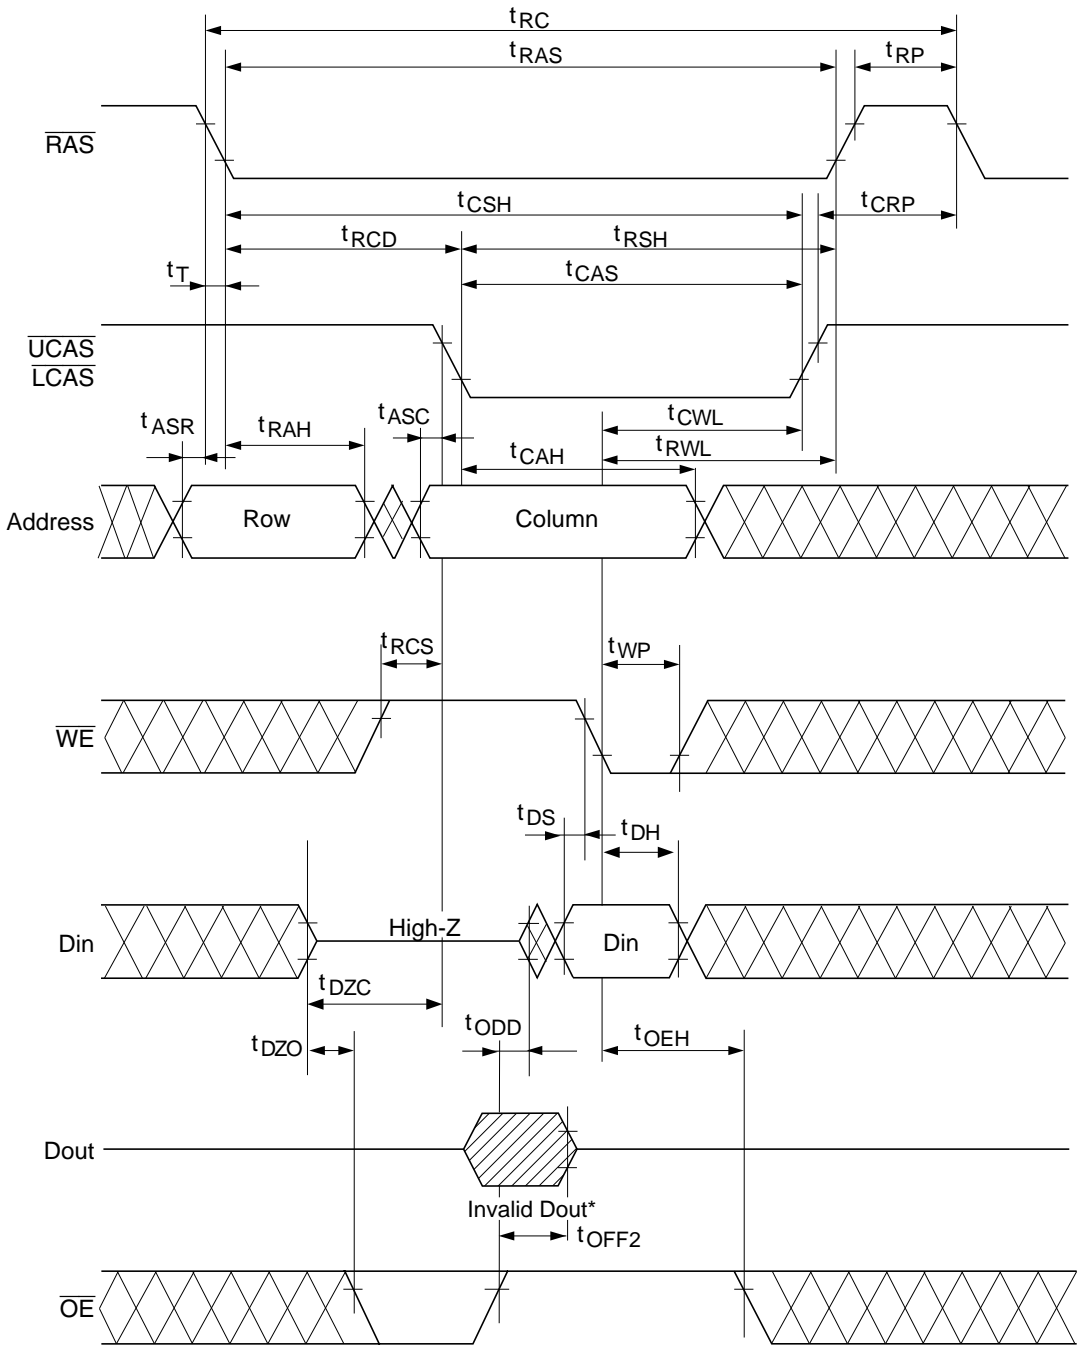 tRC
tRAS
tRP
RAS
tCSH
tCRP
tRCD
tRSH
tT
tCAS
UCAS
LCAS
tASR
tRAH
tASC
tCWL
tCAH
tRWL
Address
Row
Column
tRCS
tWP
WE
tDS
tDH
Din
High-Z
Din
tDZC
tODD
tDZO
tOEH
Dout
Invalid Dout*
tOFF2
OE